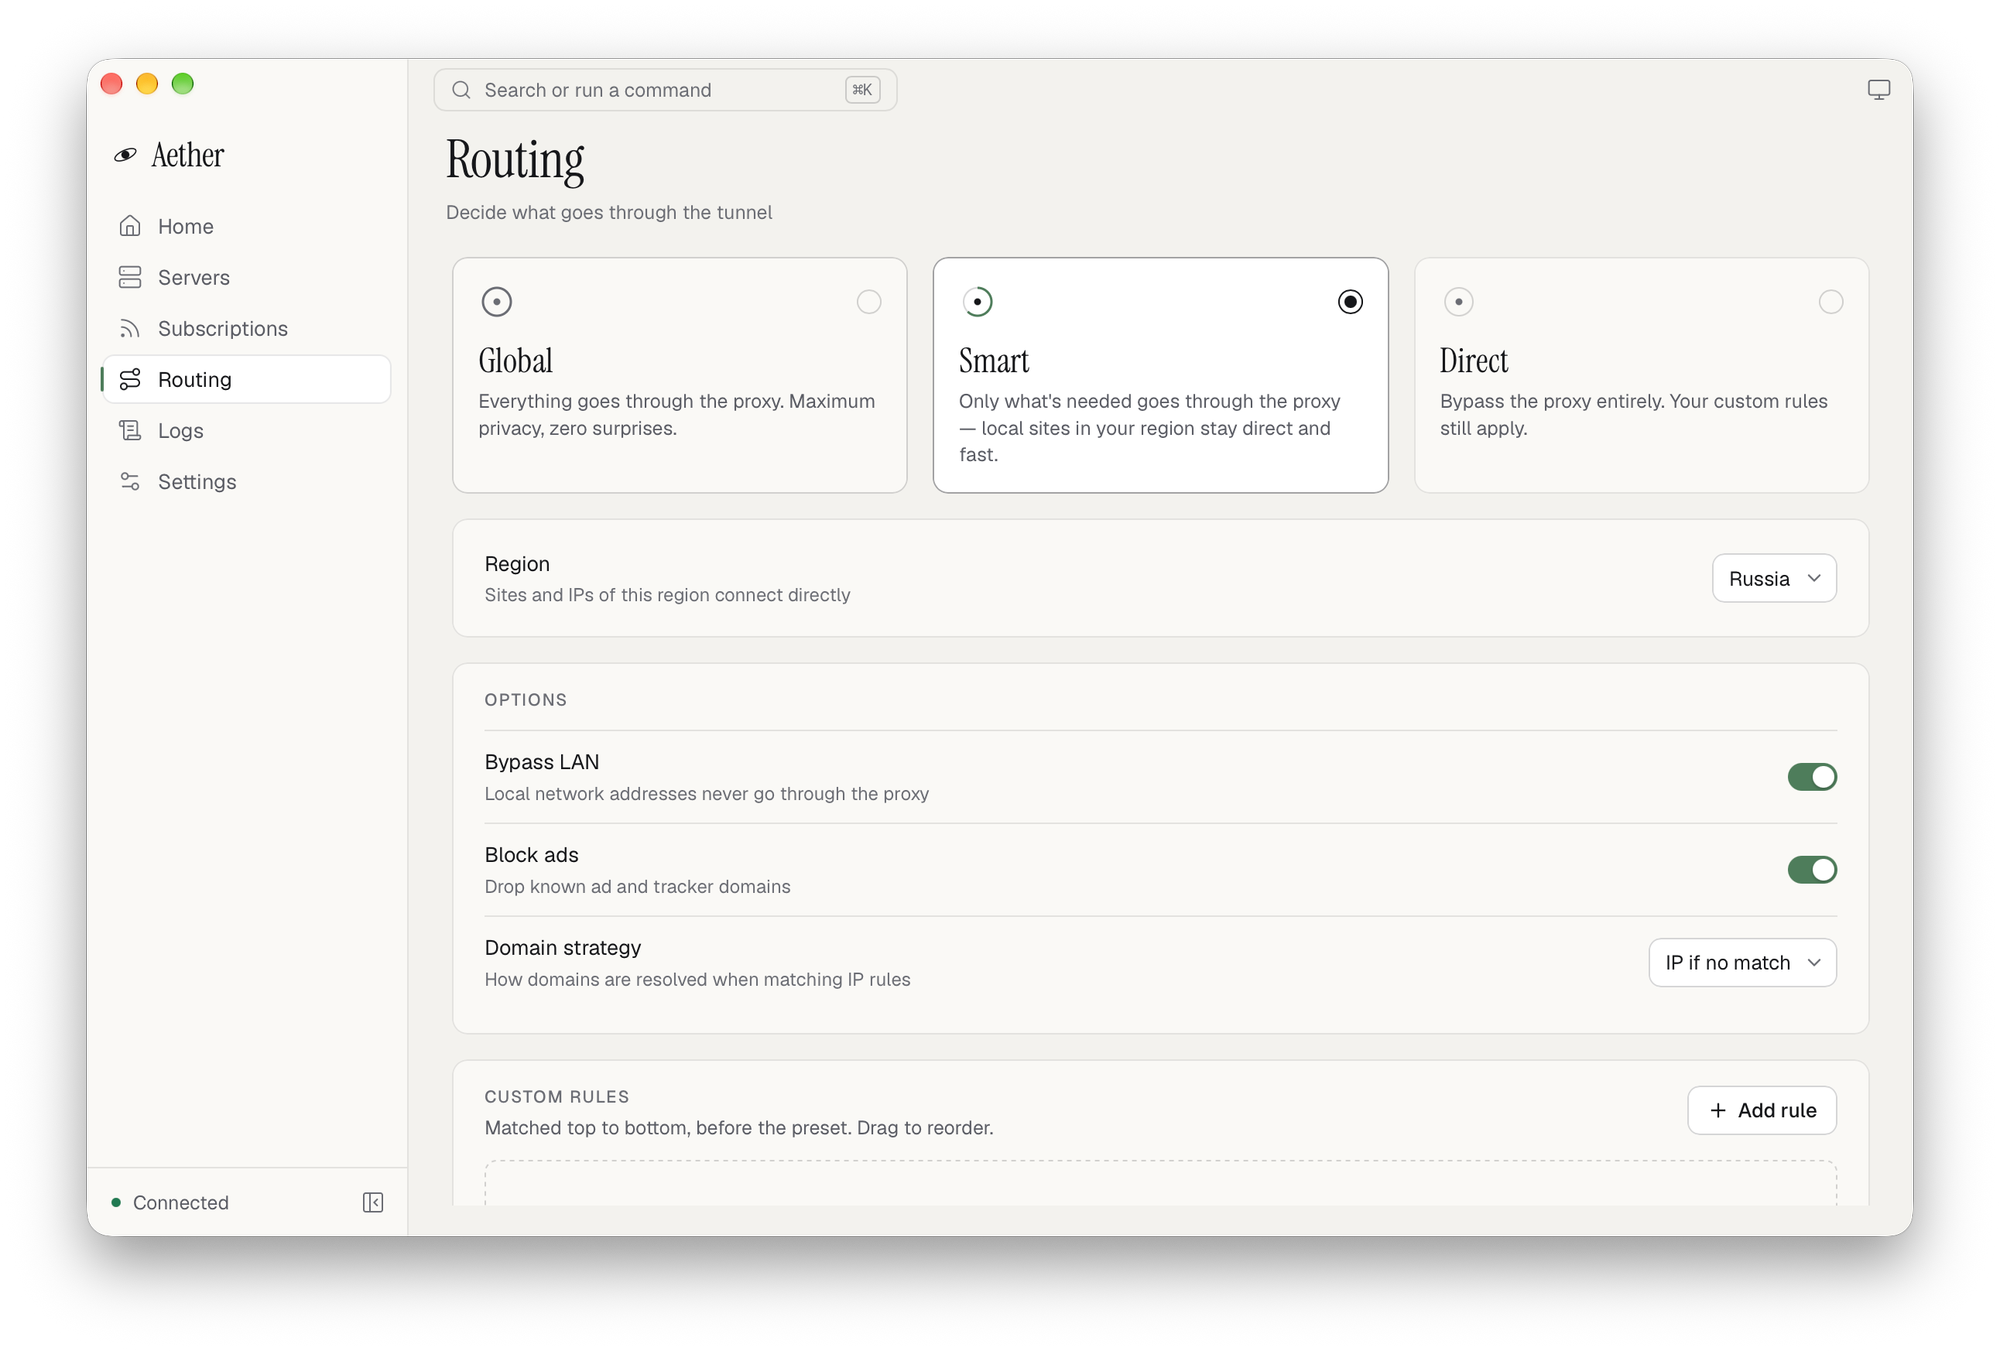 Search or run a command ⌘K
Aether
Home
Servers
Subscriptions
Routing
Logs
Settings
Connected
Routing
Decide what goes through the tunnel
Global
Everything goes through the proxy. Maximum
privacy, zero surprises.
Smart
Only what's needed goes through the proxy
— local sites in your region stay direct and
fast.
Direct
Bypass the proxy entirely. Your custom rules
still apply.
Region
Sites and IPs of this region connect directly
Russia
OPTIONS
Bypass LAN
Local network addresses never go through the proxy
Block ads
Drop known ad and tracker domains
Domain strategy
How domains are resolved when matching IP rules
IP if no match
CUSTOM RULES
Matched top to bottom, before the preset. Drag to reorder.
Add rule